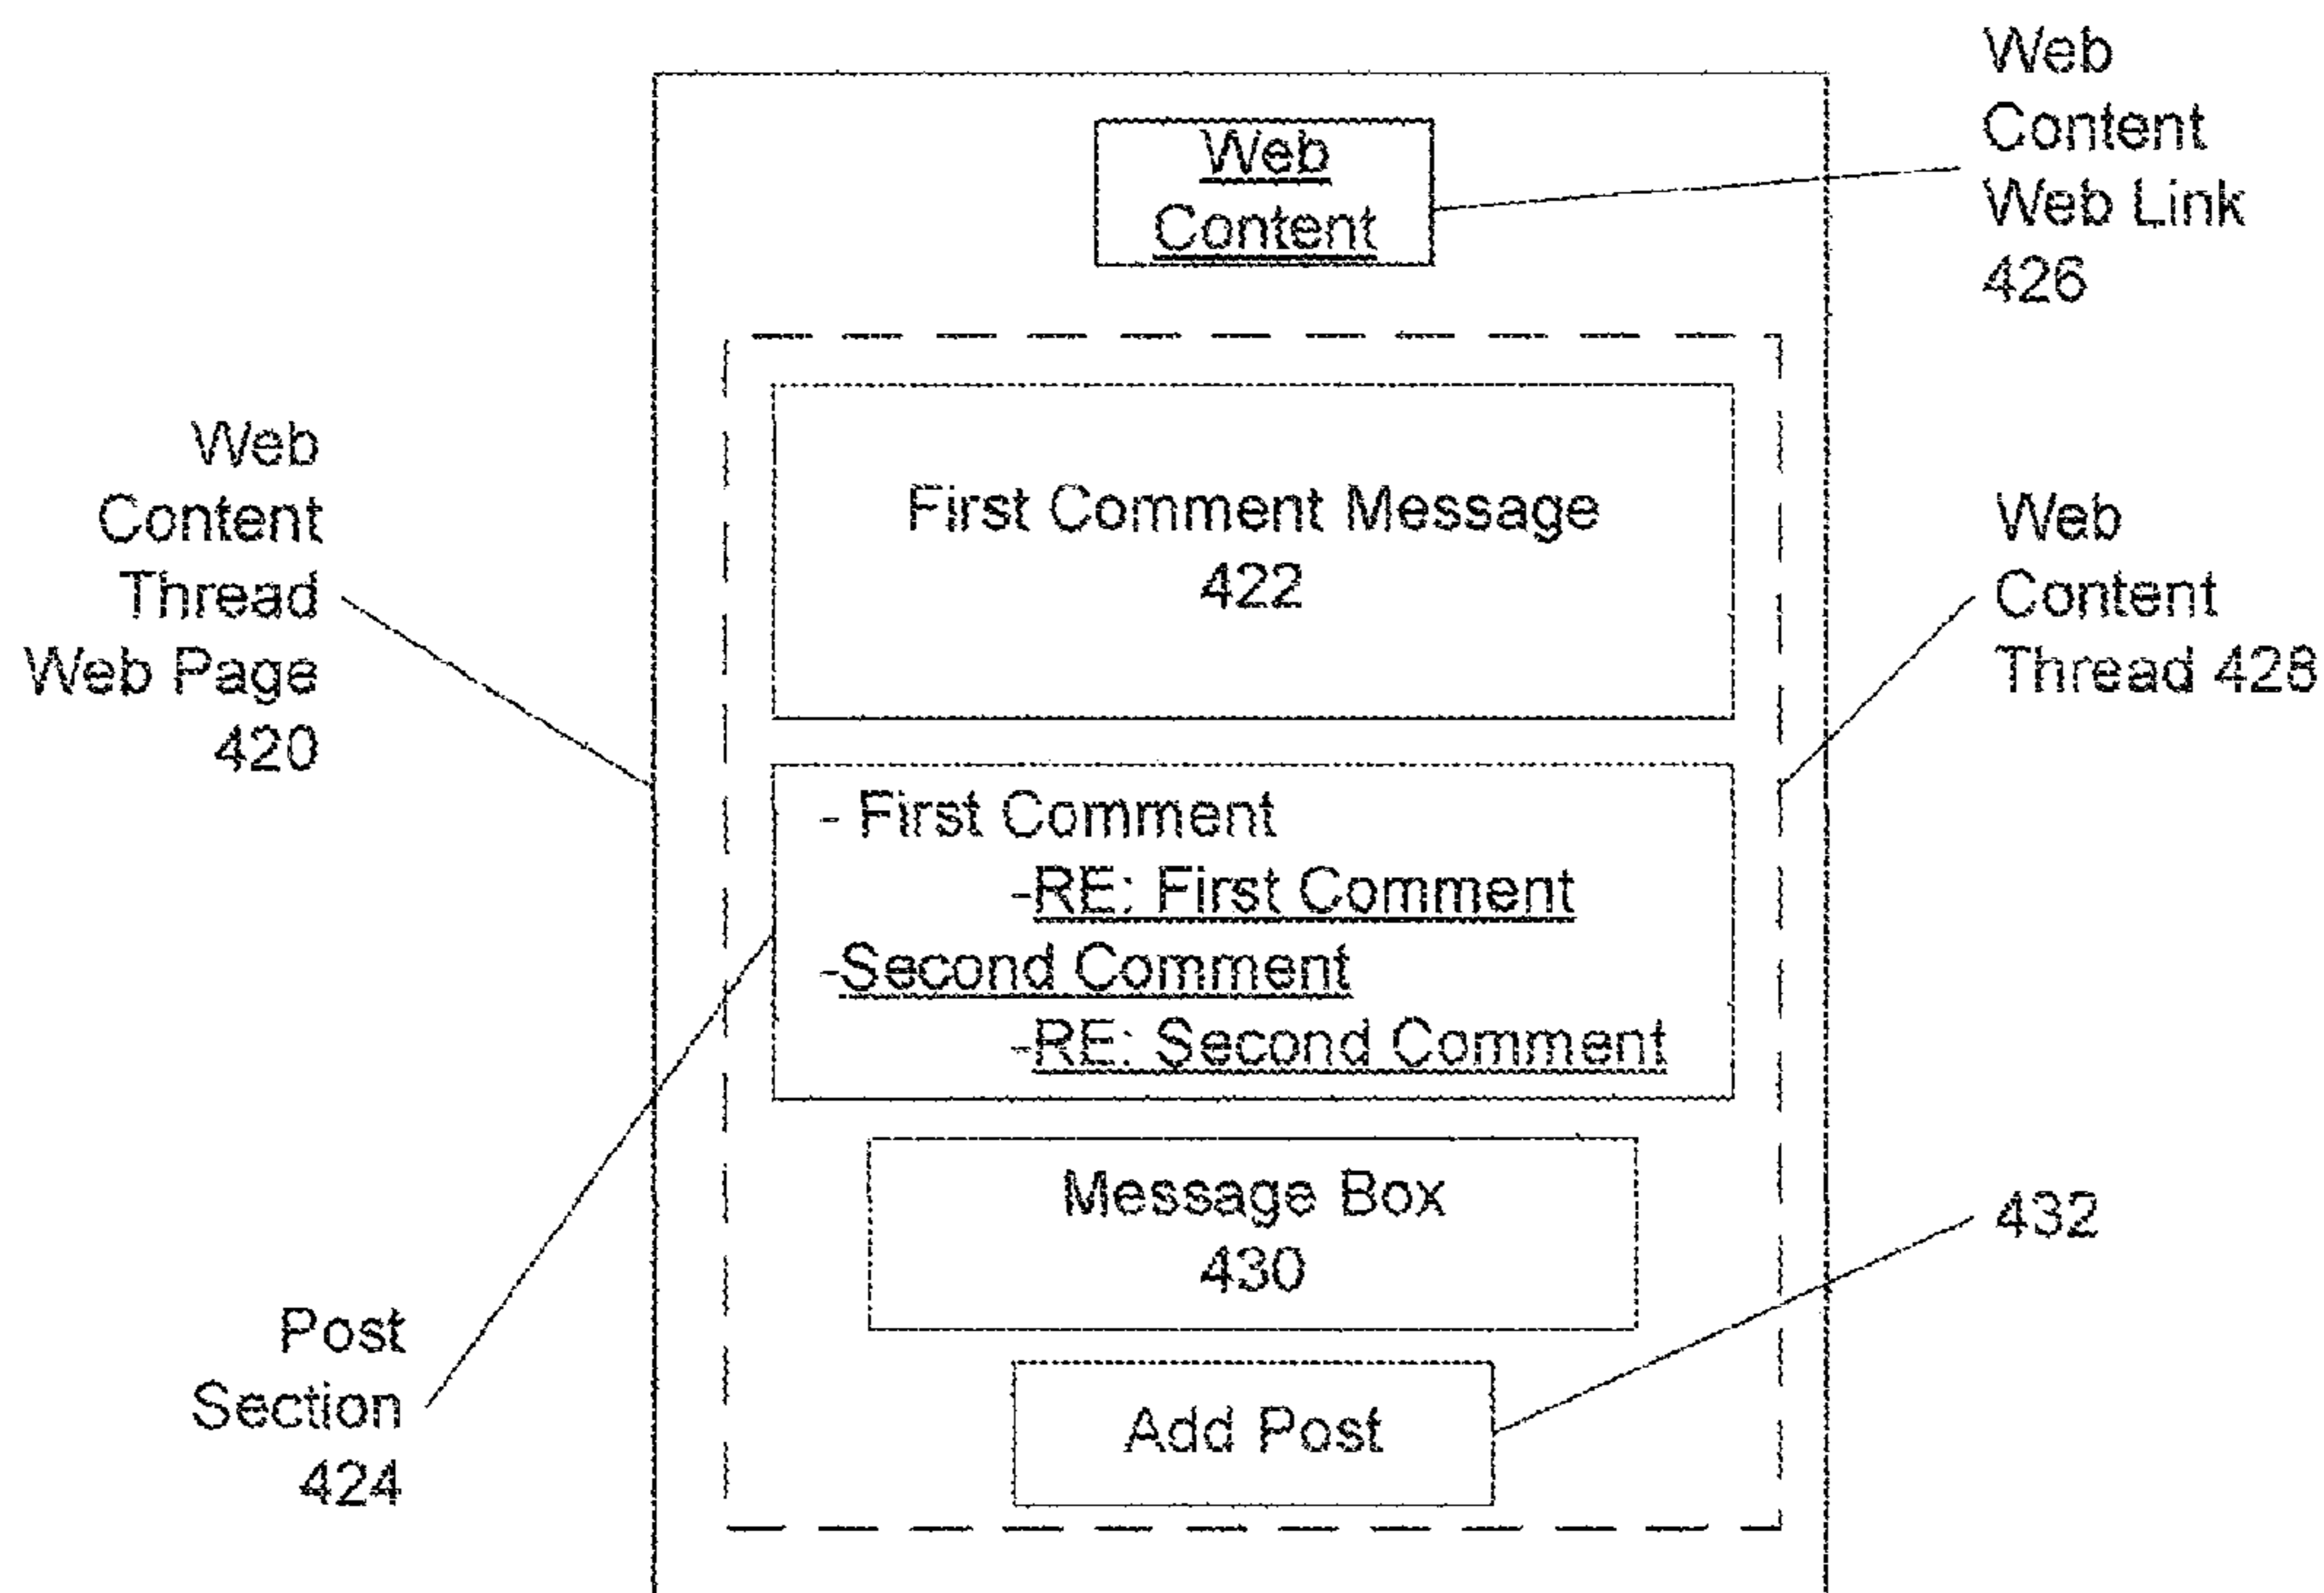 Web
Content
Web
Content
Web Link
426
Web
Content
Thread
Web Page
420
First Comment Message
422
Web
Content
Thread 428
- First Comment
-RE: First Comment
-Second Comment
-RE: Second Comment
Message Box
430
432
Post
Section
424
Add Post